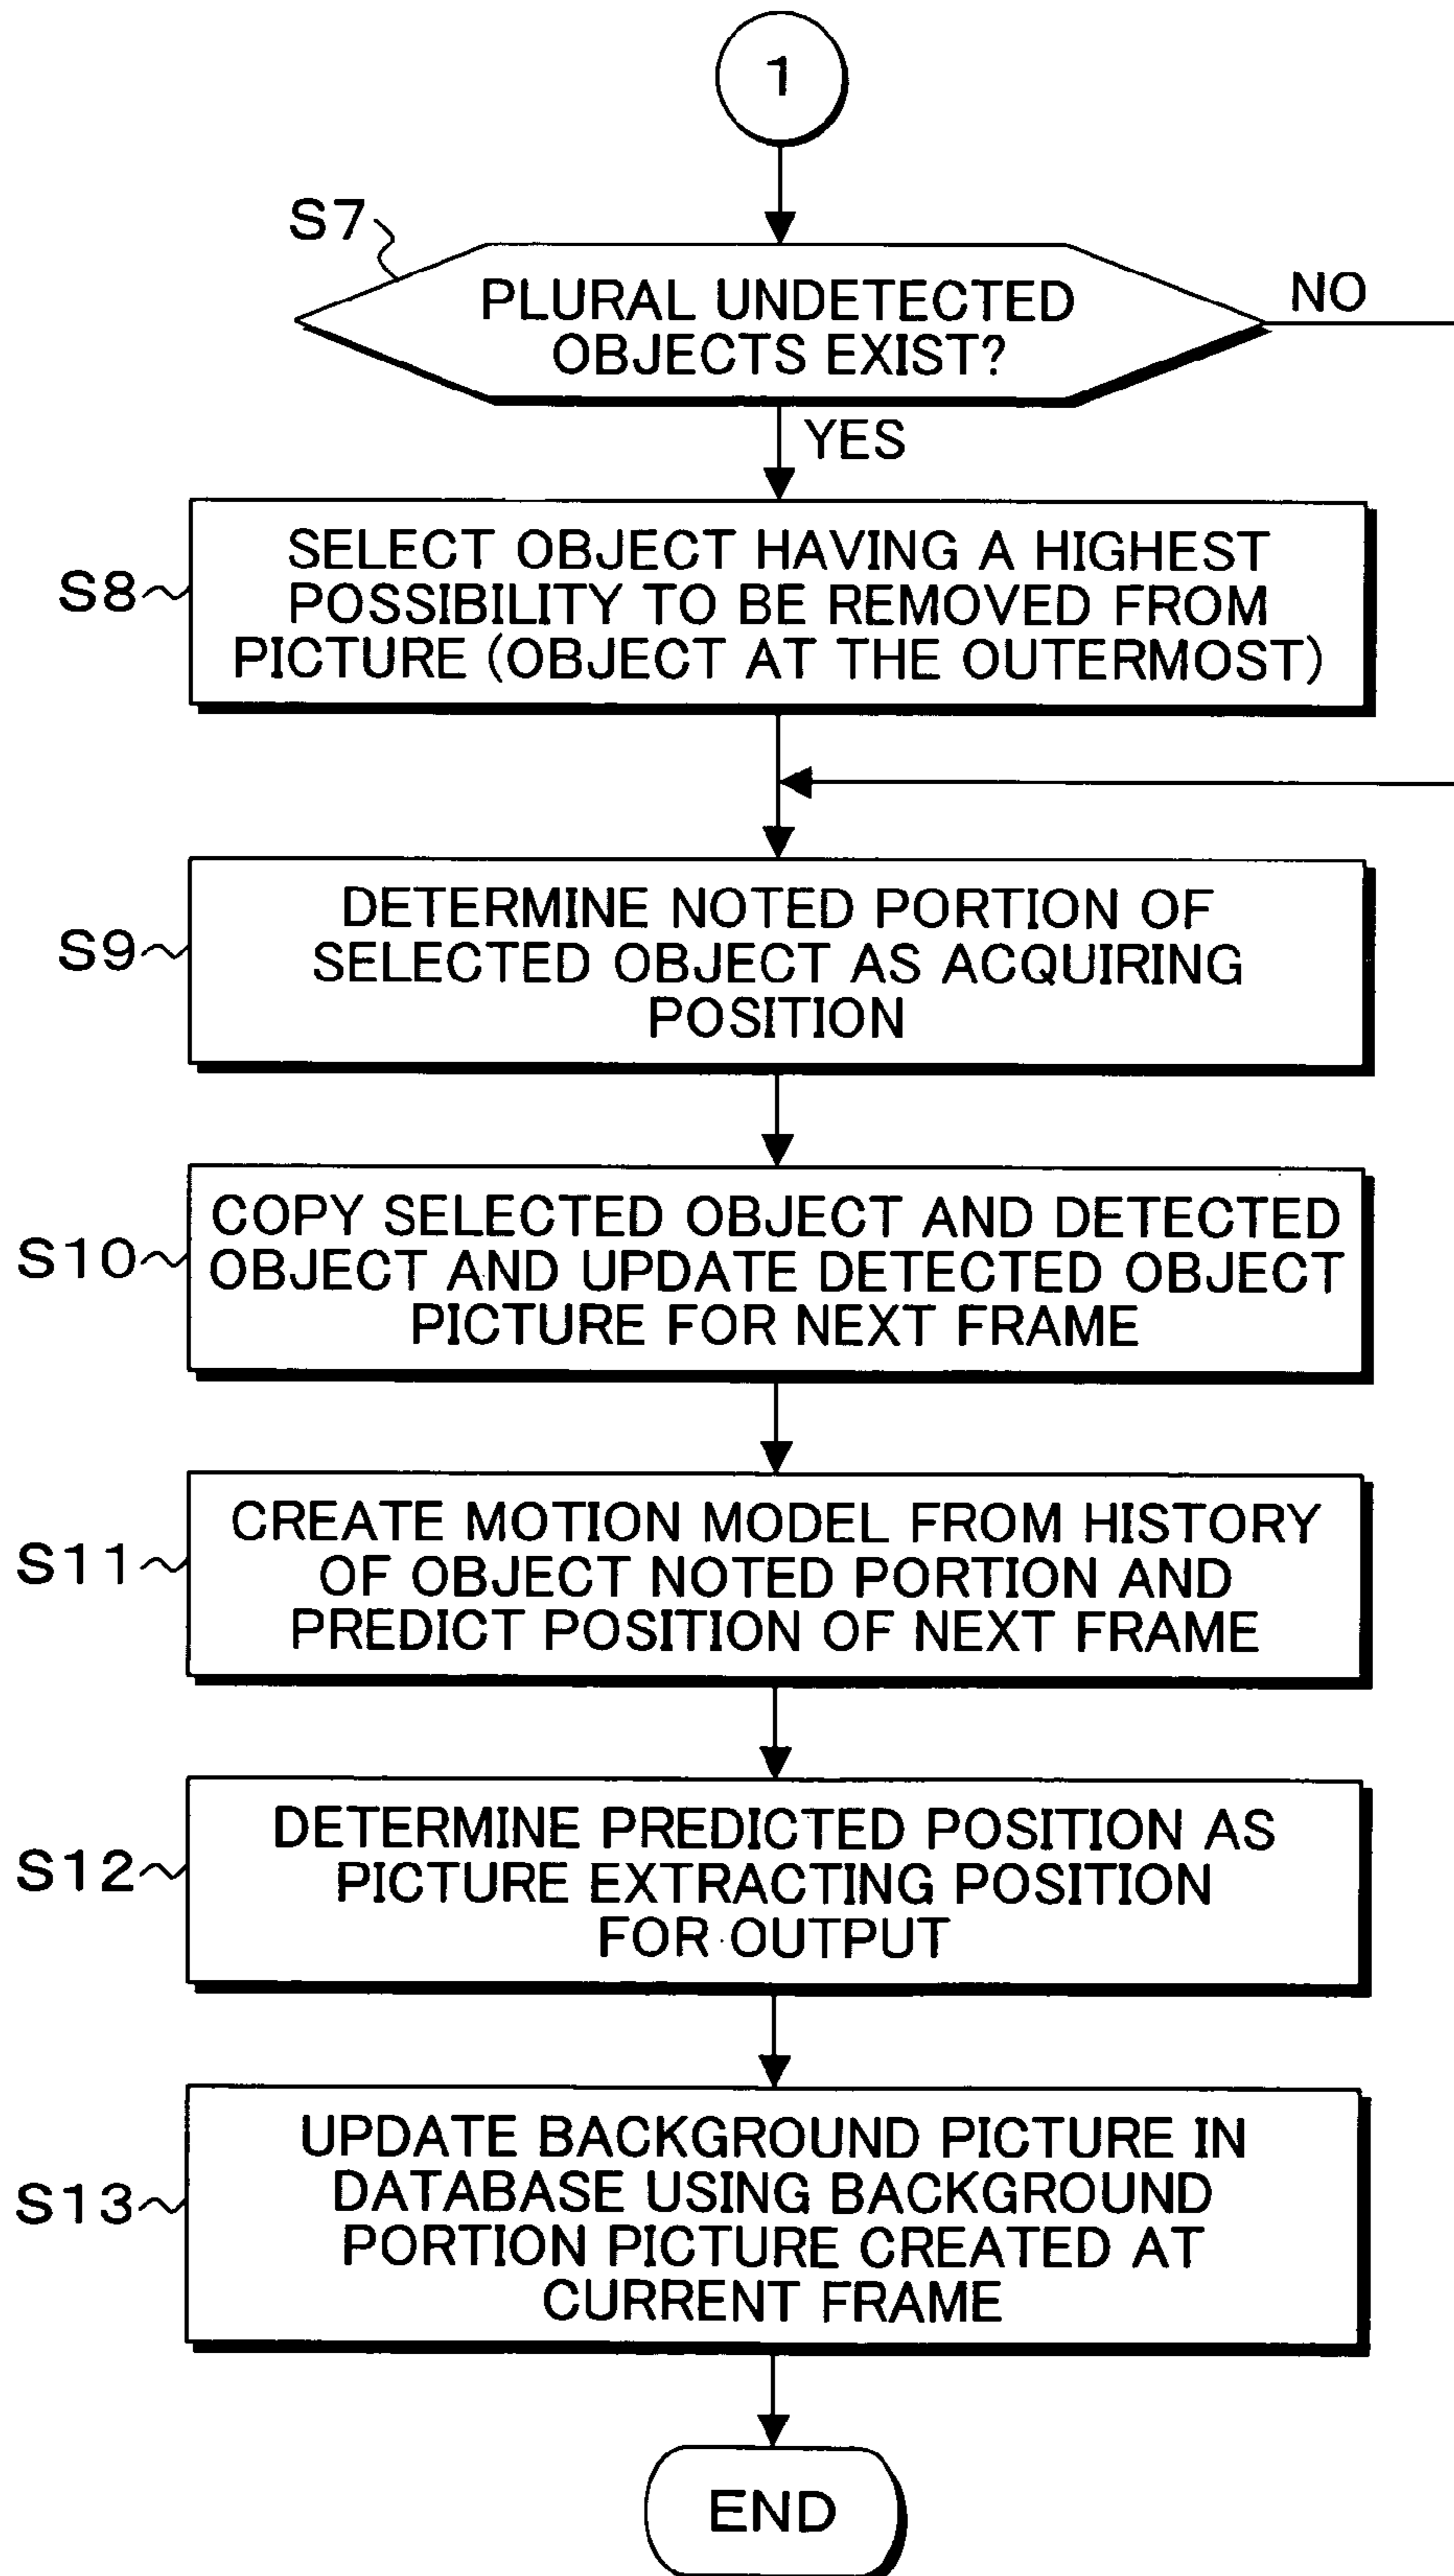 1
S7
PLURAL UNDETECTED
OBJECTS EXIST?
NO
YES
S8
SELECT OBJECT HAVING A HIGHEST
POSSIBILITY TO BE REMOVED FROM
PICTURE (OBJECT AT THE OUTERMOST)
S9
DETERMINE NOTED PORTION OF
SELECTED OBJECT AS ACQUIRING
POSITION
S10
COPY SELECTED OBJECT AND DETECTED
OBJECT AND UPDATE DETECTED OBJECT
PICTURE FOR NEXT FRAME
S11
CREATE MOTION MODEL FROM HISTORY
OF OBJECT NOTED PORTION AND
PREDICT POSITION OF NEXT FRAME
S12
DETERMINE PREDICTED POSITION AS
PICTURE EXTRACTING POSITION
FOR OUTPUT
S13
UPDATE BACKGROUND PICTURE IN
DATABASE USING BACKGROUND
PORTION PICTURE CREATED AT
CURRENT FRAME
END